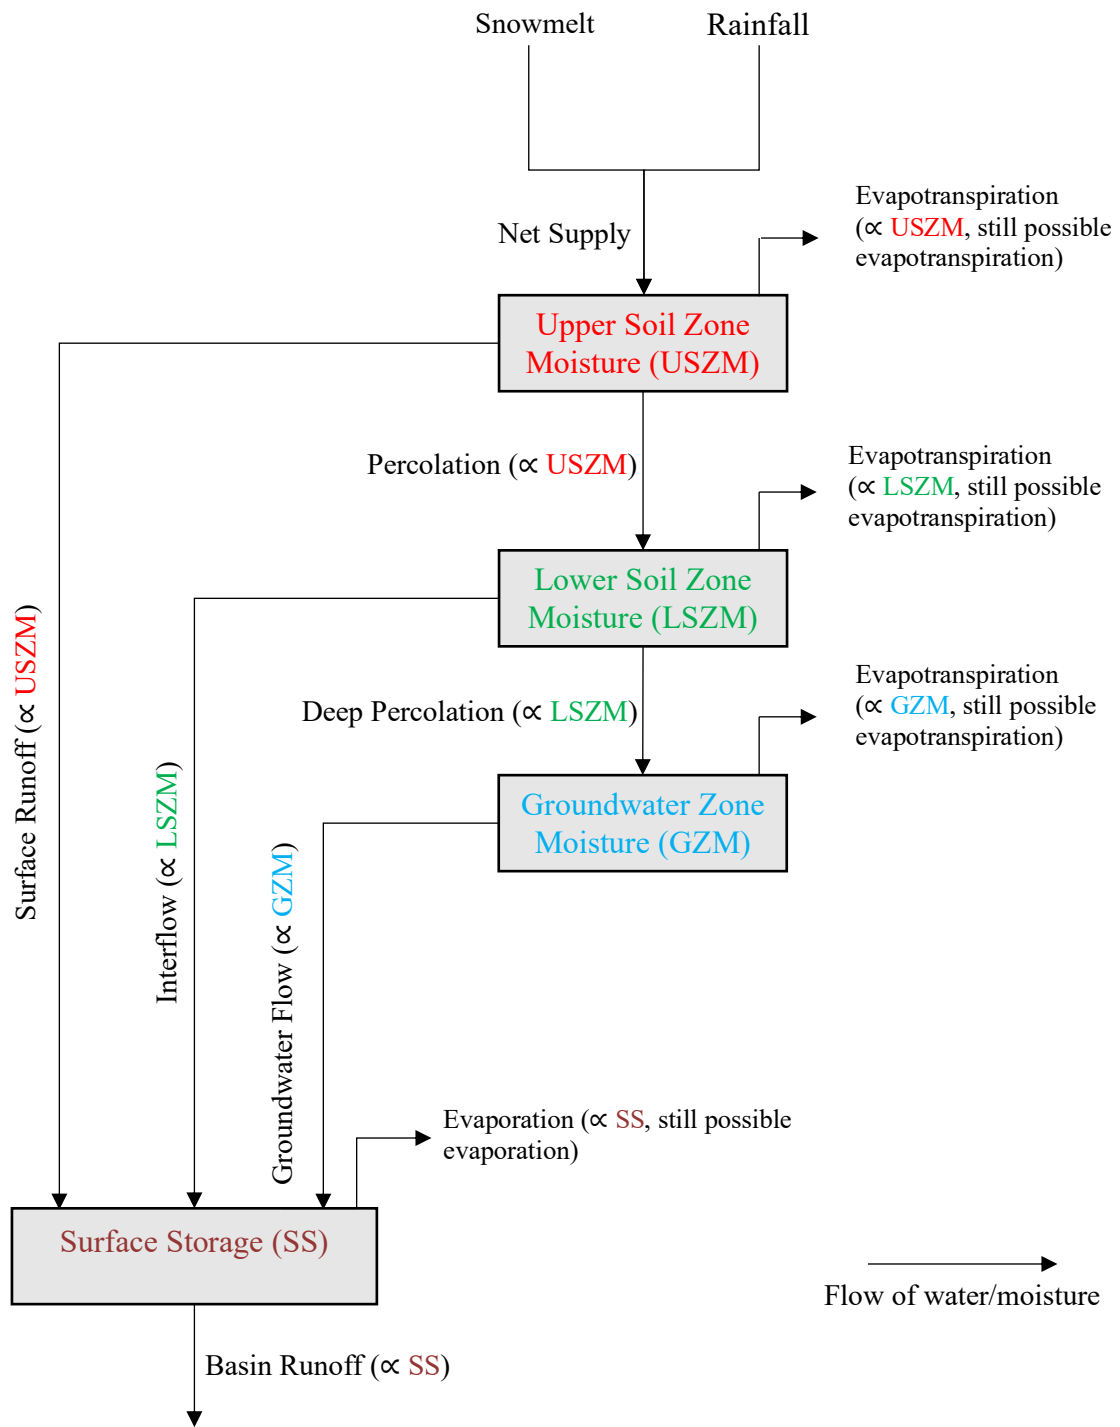 Snowmelt
Rainfall
Net Supply
Evapotranspiration
(∝ USZM, still possible
evapotranspiration)
Upper Soil Zone
Moisture (USZM)
Percolation (∝ USZM)
Evapotranspiration
(∝ LSZM, still possible
evapotranspiration)
Lower Soil Zone
Moisture (LSZM)
Deep Percolation (∝ LSZM)
Evapotranspiration
(∝ GZM, still possible
evapotranspiration)
Groundwater Zone
Moisture (GZM)
Surface Runoff (∝ USZM)
Interflow (∝ LSZM)
Groundwater Flow (∝ GZM)
Evaporation (∝ SS, still possible
evaporation)
Surface Storage (SS)
Flow of water/moisture
Basin Runoff (∝ SS)